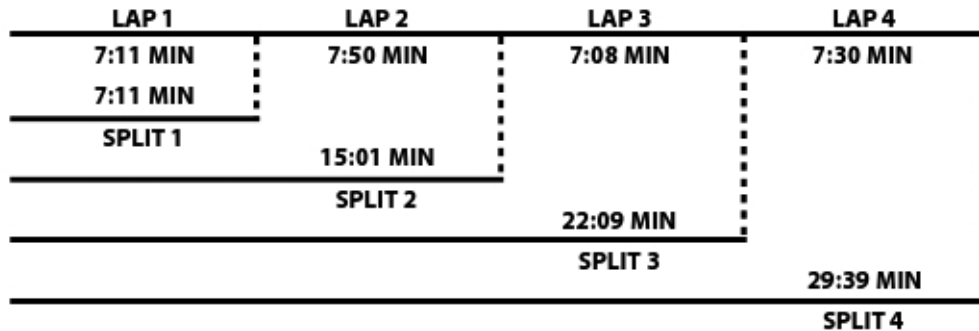 LAP 1 LAP 2 LAP 3 LAP 4
7:11 MIN 7:50 MIN 7:08 MIN 7:30 MIN
7:11 MIN
SPLIT 1
15:01 MIN
SPLIT 2
22:09 MIN
SPLIT 3
29:39 MIN
SPLIT 4